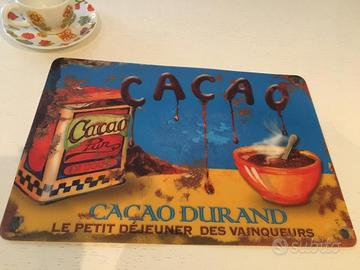 CACAO
Cacao
Fin
CACAO DURAND
LE PETIT DÉJEUNER DES VAINQUEURS
subito